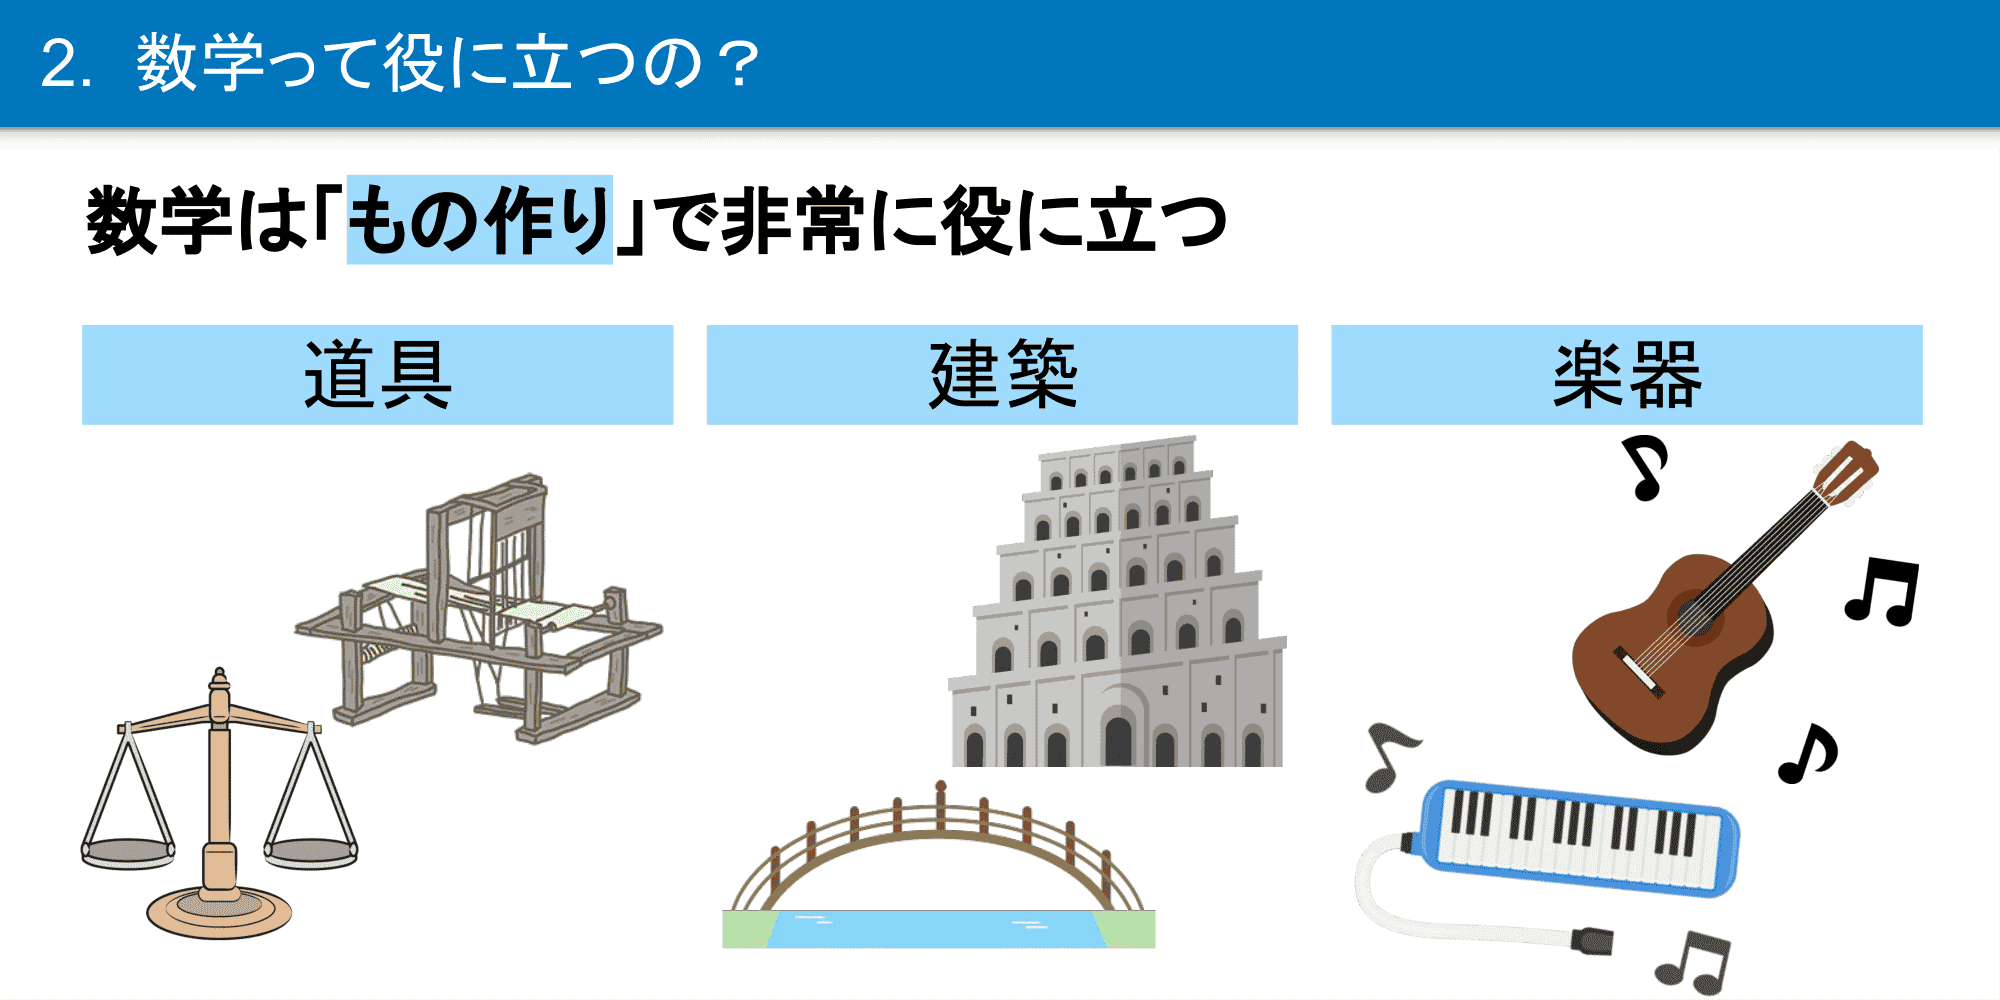 2. 数学って役に立つの？
数学は「もの作り」で非常に役に立つ
道具
建築
楽器